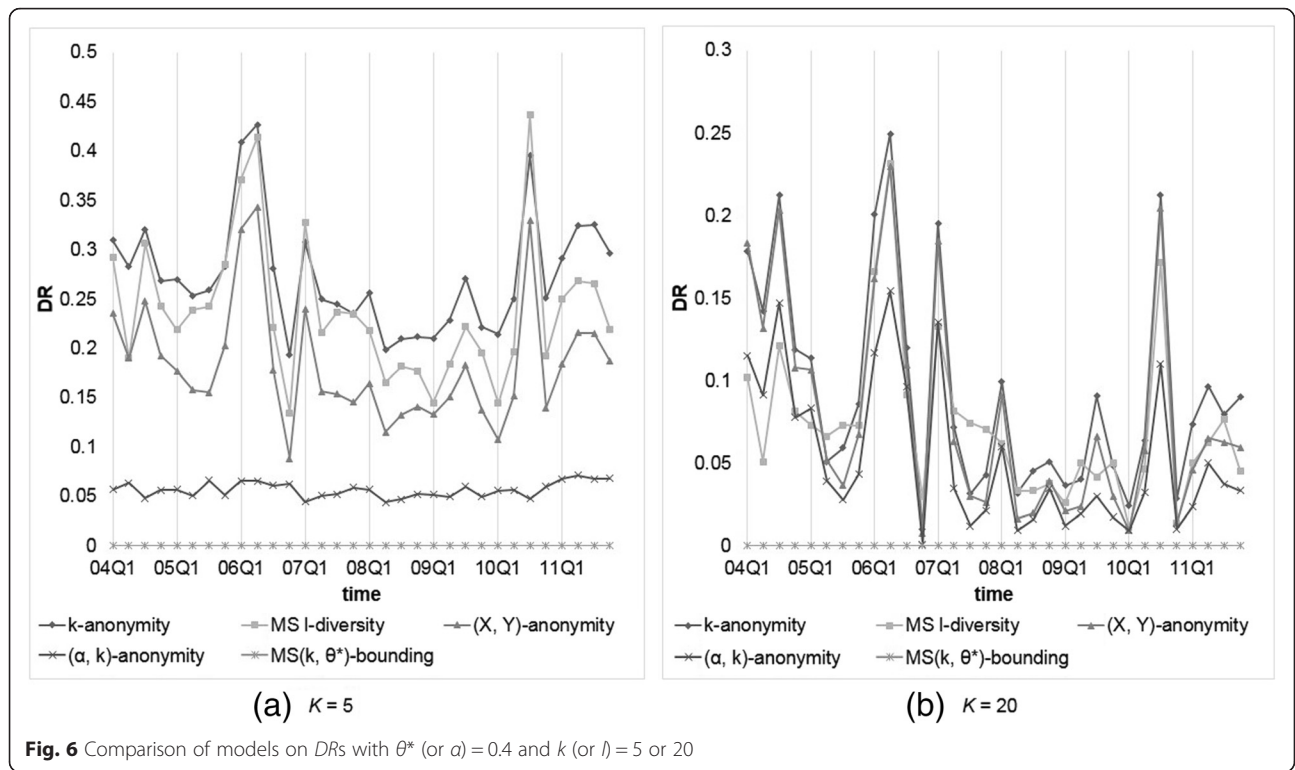 0.5
0.45
0.4
0.35
0.3
0.25
0.2
0.15
0.1
0.05
0
DR
04Q1 05Q1 06Q1 07Q1 08Q1 09Q1 10Q1 11Q1
time
k-anonymity MS l-diversity (X, Y)-anonymity
(α, k)-anonymity MS(k, θ*)-bounding
(a) K = 5
0.3
0.25
0.2
0.15
0.1
0.05
0
DR
04Q1 05Q1 06Q1 07Q1 08Q1 09Q1 10Q1 11Q1
time
k-anonymity MS l-diversity (X, Y)-anonymity
(α, k)-anonymity MS(k, θ*)-bounding
(b) K = 20
Fig. 6 Comparison of models on DRs with θ* (or α) = 0.4 and k (or l) = 5 or 20